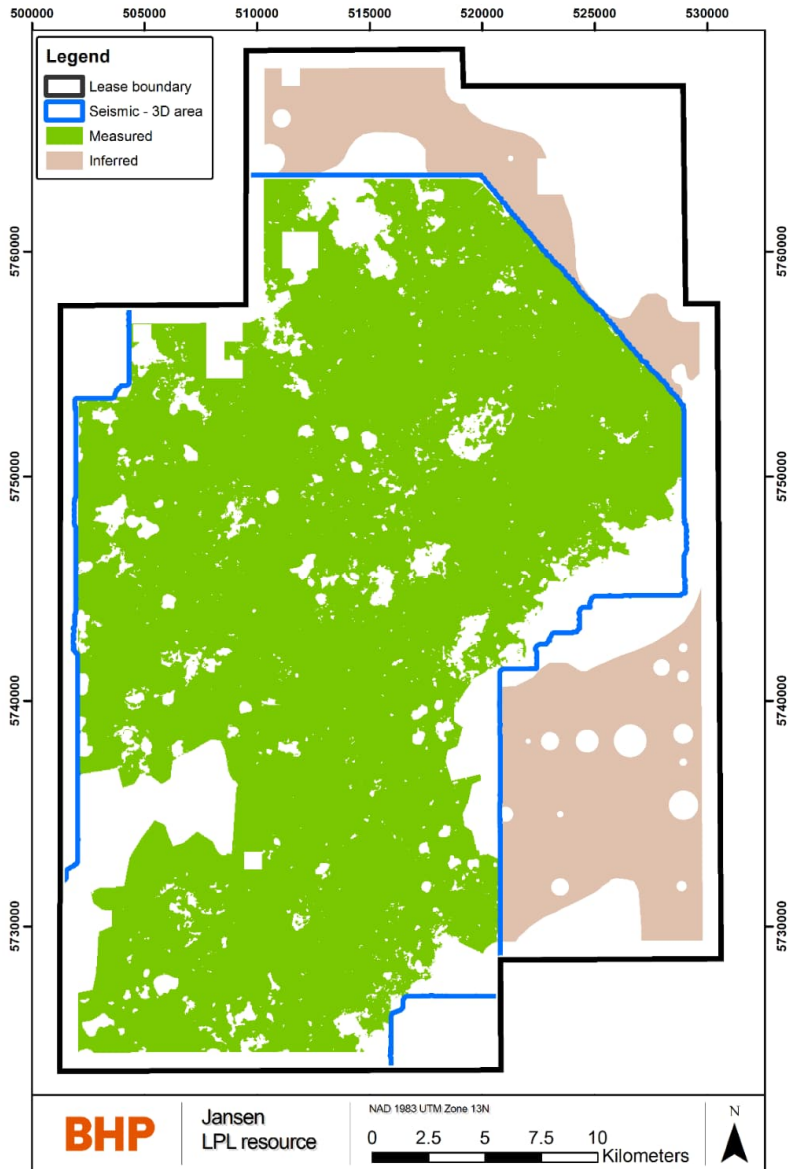 500000 505000 510000 515000 520000 525000 530000
Legend
Lease boundary
Seismic - 3D area
Measured
Inferred
5760000 5760000
5750000 5750000
5740000 5740000
5730000 5730000
BHP
Jansen
LPL resource
NAD 1983 UTM Zone 13N
0 2.5 5 7.5 10
Kilometers
N